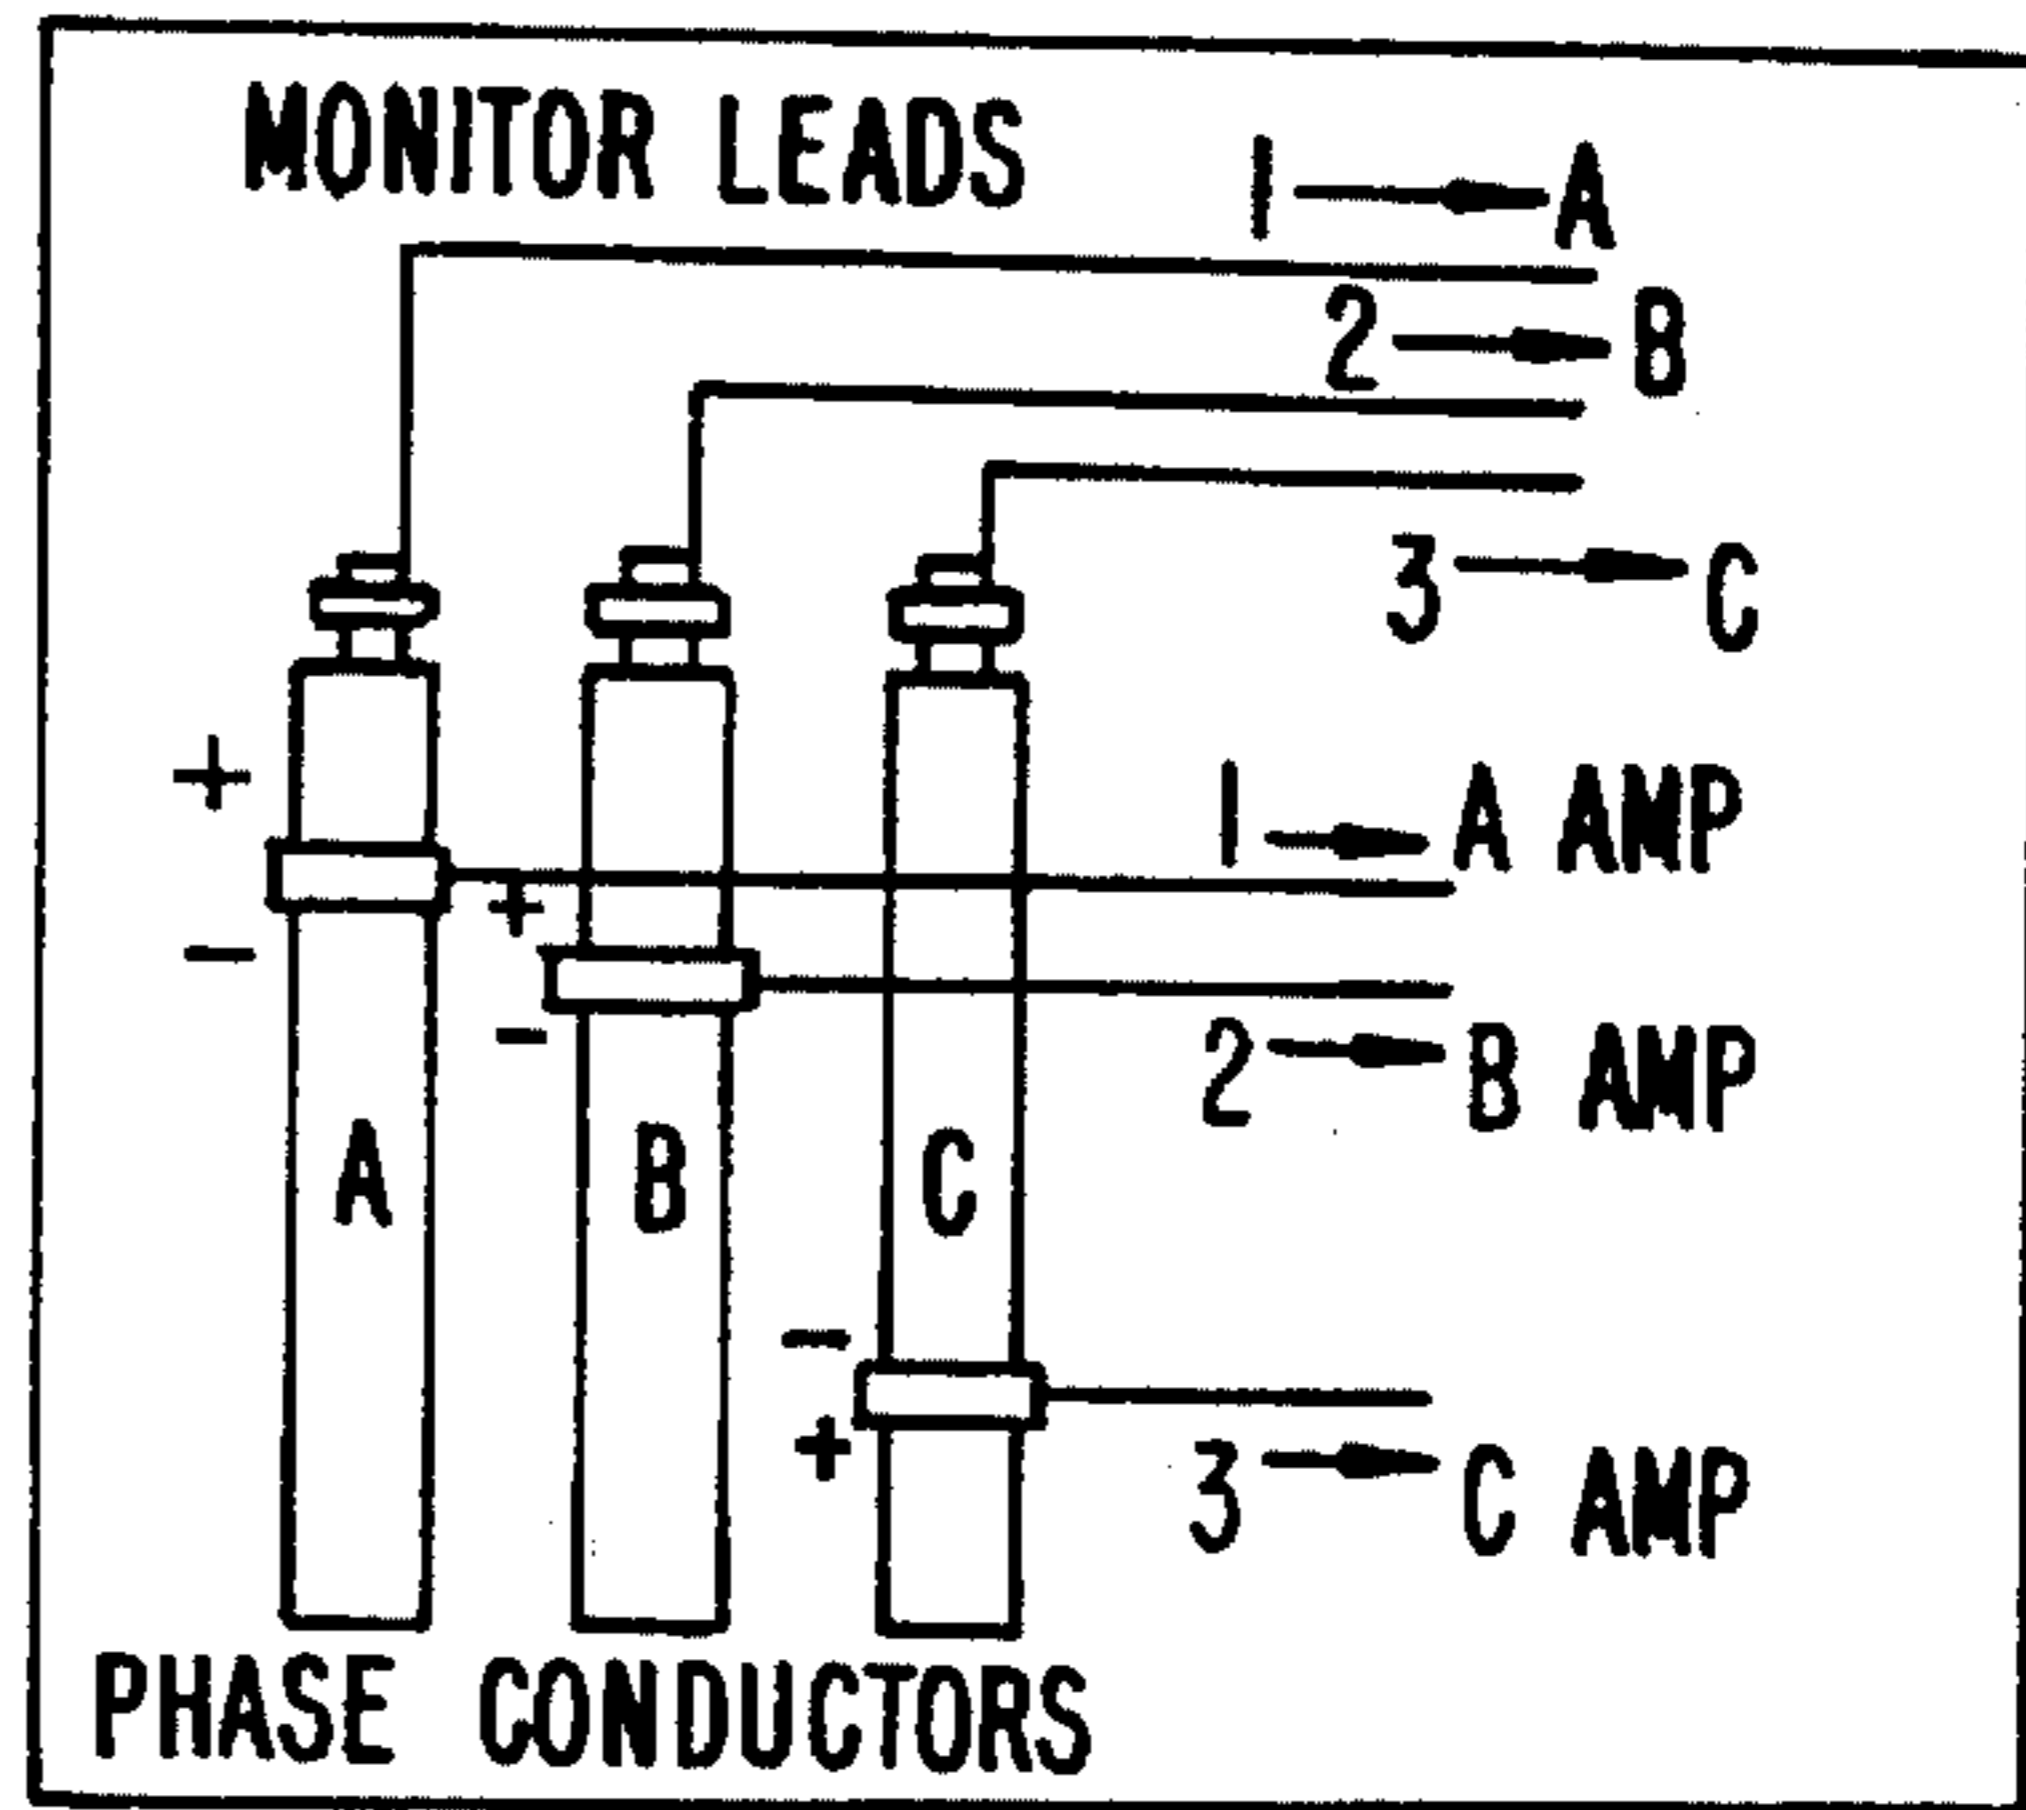 MONITOR LEADS
1 → A
2 → B
3 → C
+
1 → A AMP
+
-
-
2 → B AMP
A B C
-
+
3 → C AMP
PHASE CONDUCTORS